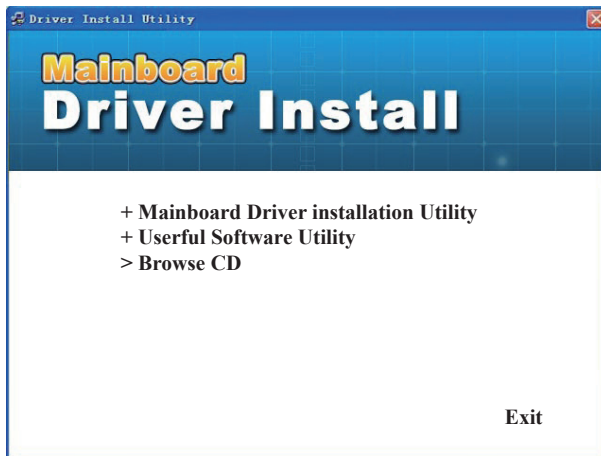 Driver Install Utility
Mainboard
Driver Install
+ Mainboard Driver installation Utility
+ Userful Software Utility
> Browse CD
Exit